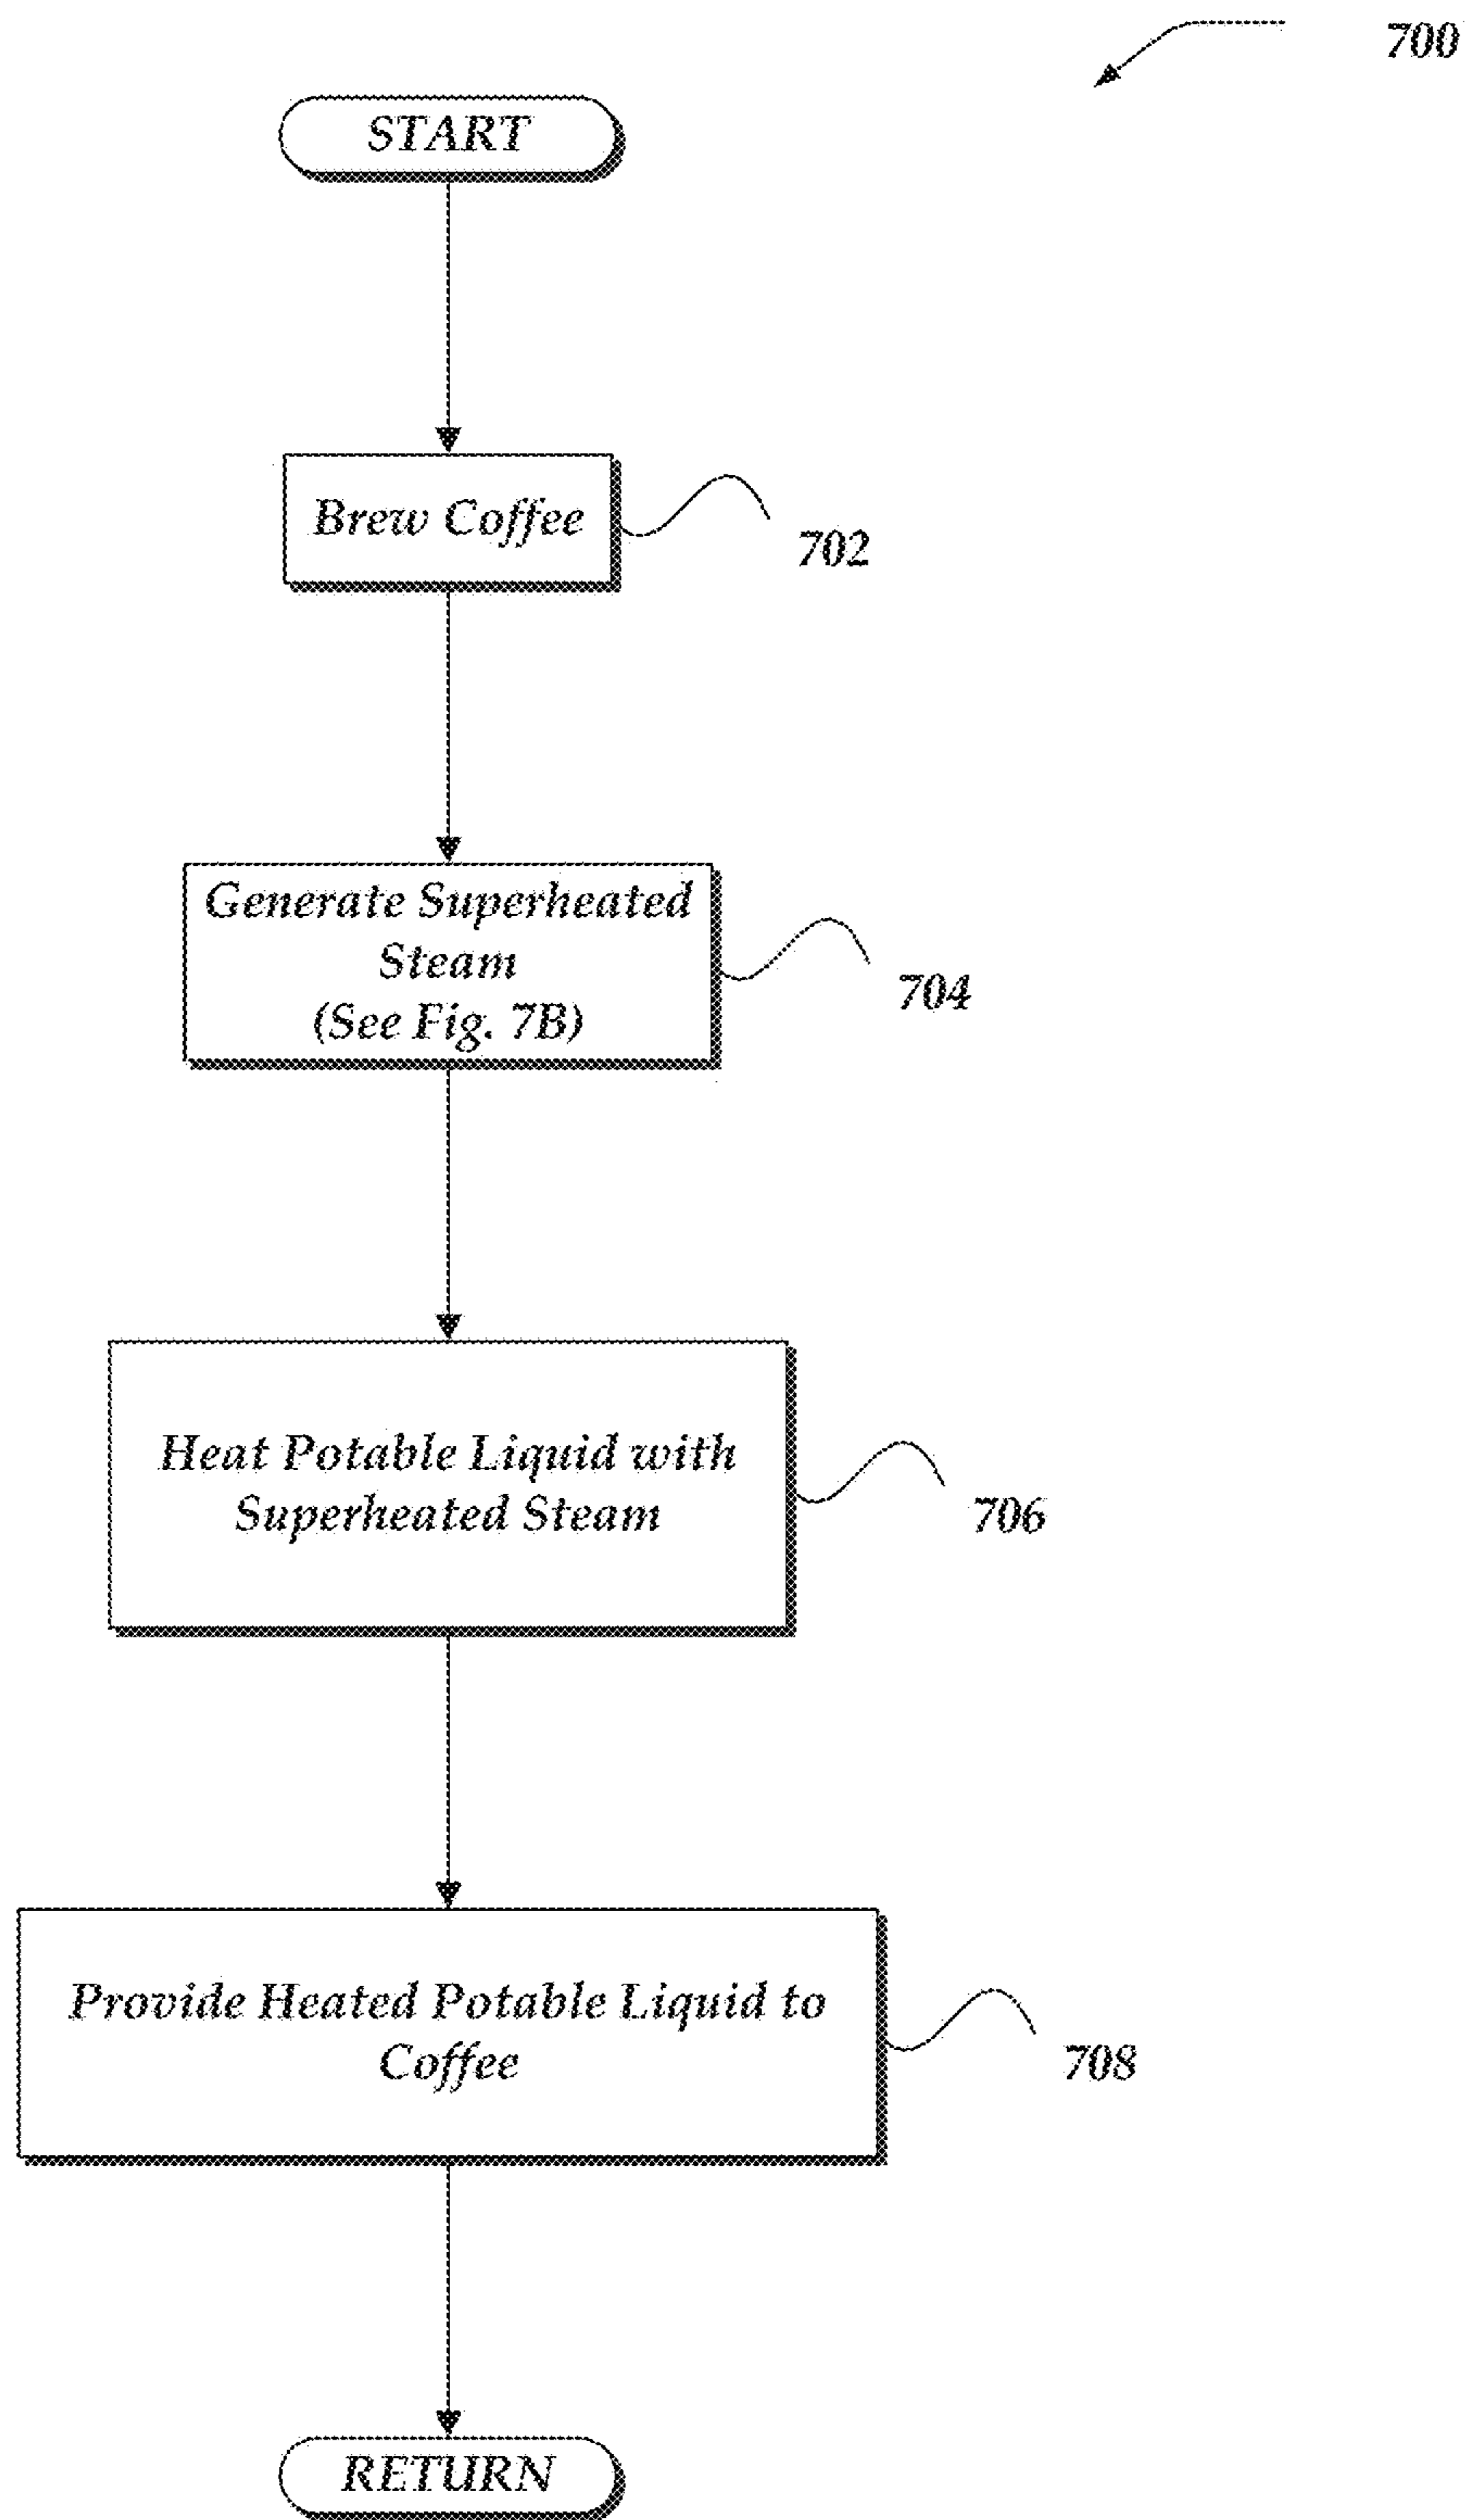 700
START
Brew Coffee
702
Generate Superheated
Steam
(See Fig. 7B)
704
Heat Potable Liquid with
Superheated Steam
706
Provide Heated Potable Liquid to
Coffee
708
RETURN